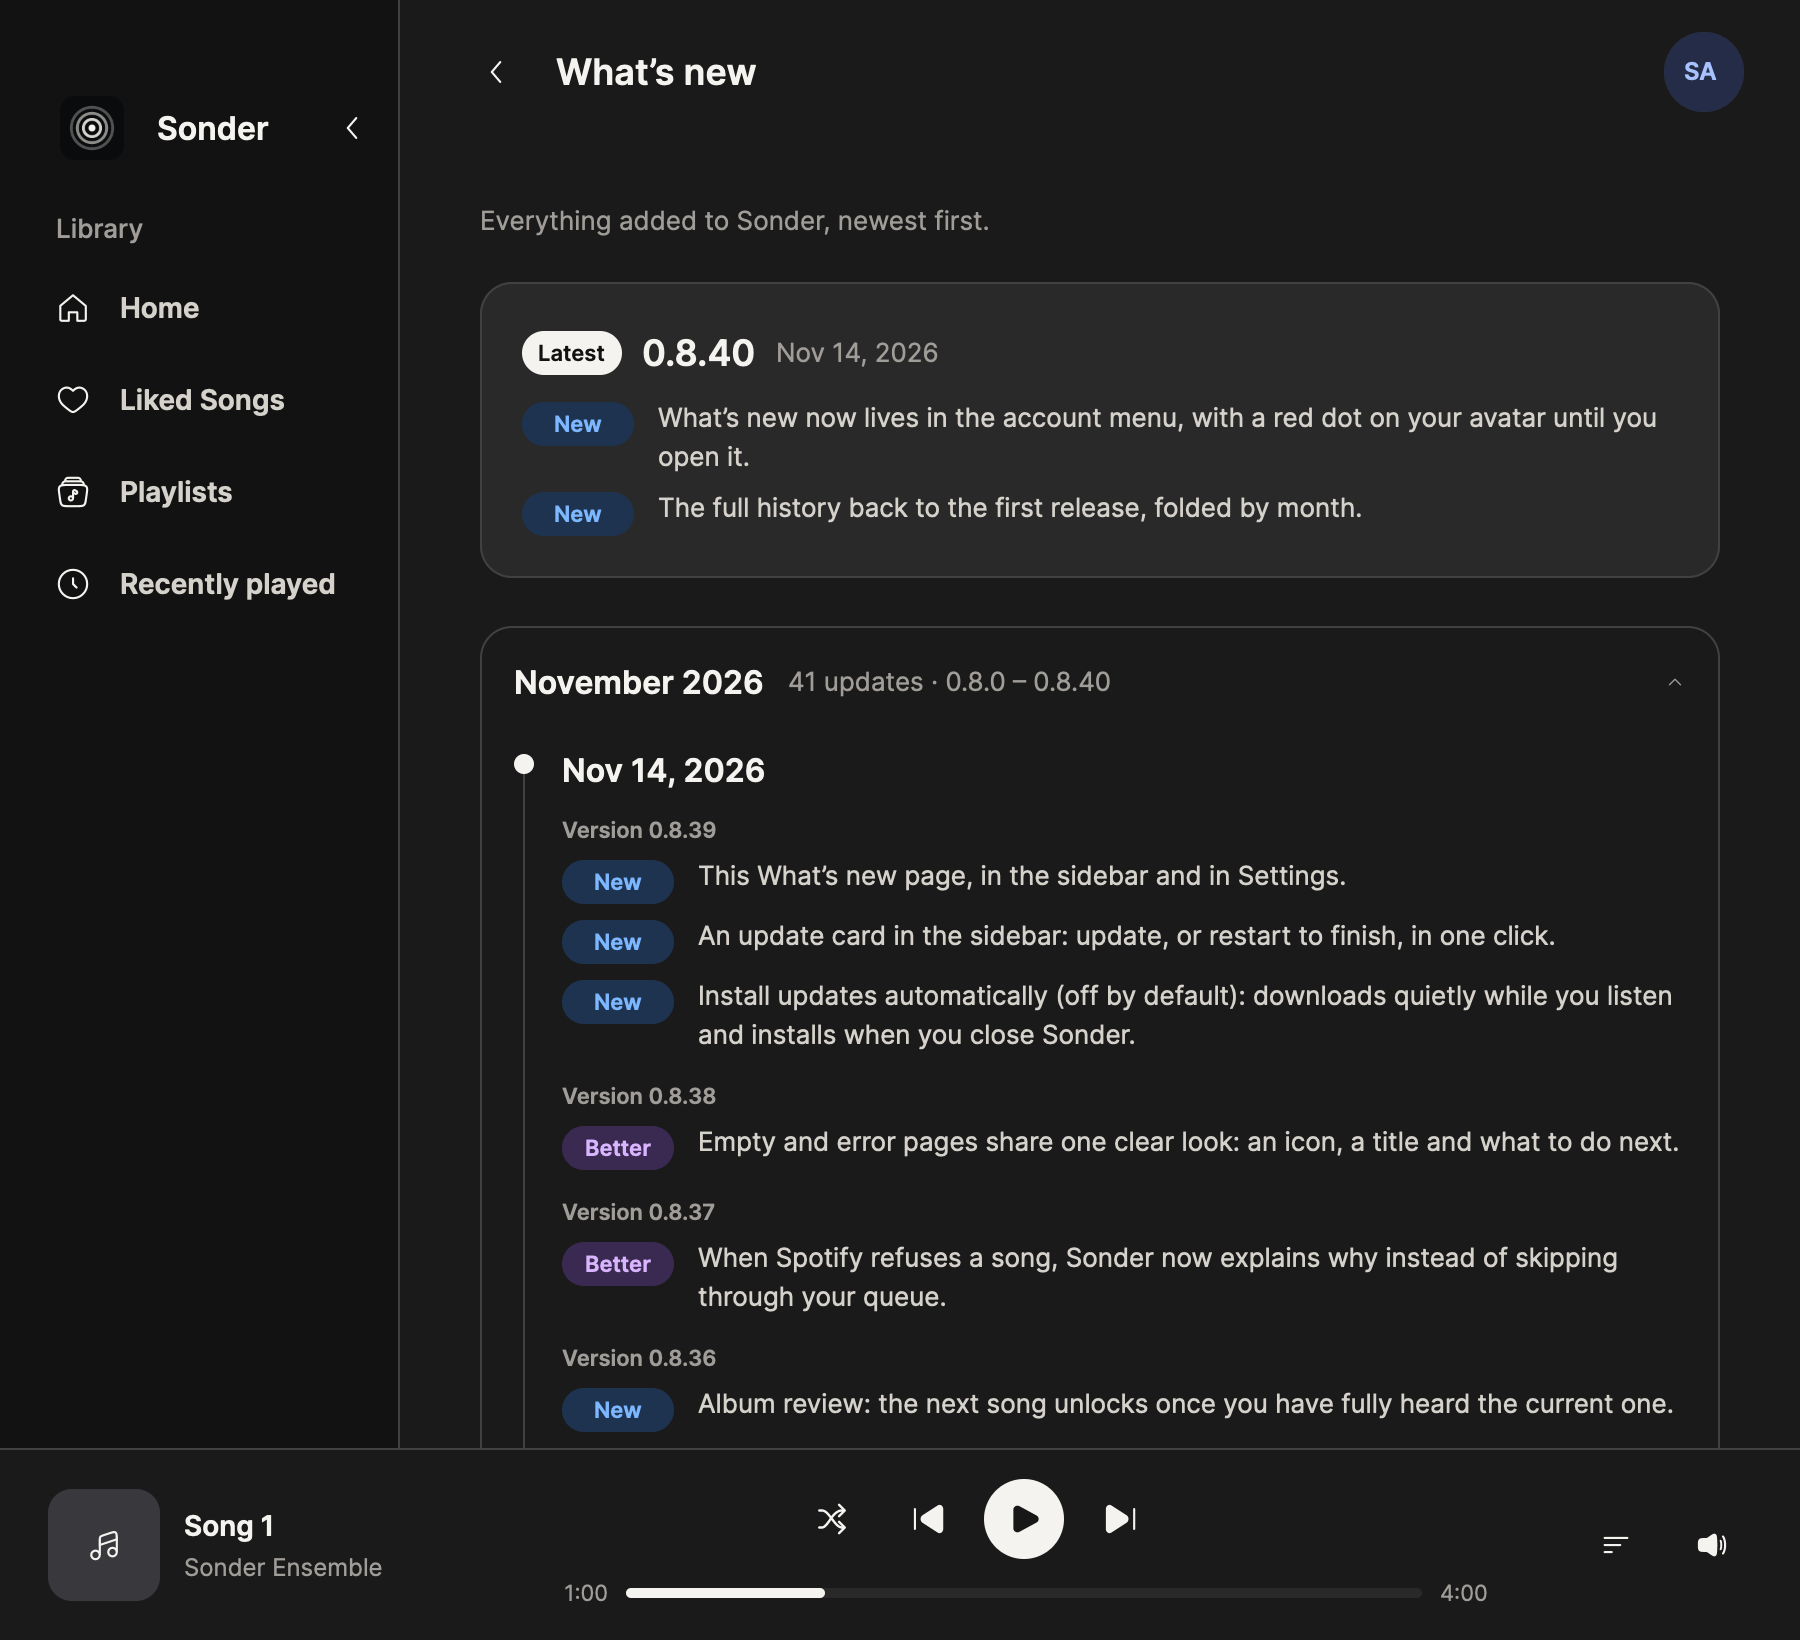 Sonder
Library
Home
Liked Songs
Playlists
Recently played
What’s new
SA
Everything added to Sonder, newest first.
Latest 0.8.40 Nov 14, 2026
New What’s new now lives in the account menu, with a red dot on your avatar until you
open it.
New The full history back to the first release, folded by month.
November 2026 41 updates · 0.8.0 – 0.8.40
Nov 14, 2026
Version 0.8.39
New This What’s new page, in the sidebar and in Settings.
New An update card in the sidebar: update, or restart to finish, in one click.
New Install updates automatically (off by default): downloads quietly while you listen
and installs when you close Sonder.
Version 0.8.38
Better Empty and error pages share one clear look: an icon, a title and what to do next.
Version 0.8.37
Better When Spotify refuses a song, Sonder now explains why instead of skipping
through your queue.
Version 0.8.36
New Album review: the next song unlocks once you have fully heard the current one.
Song 1
Sonder Ensemble
1:00 4:00